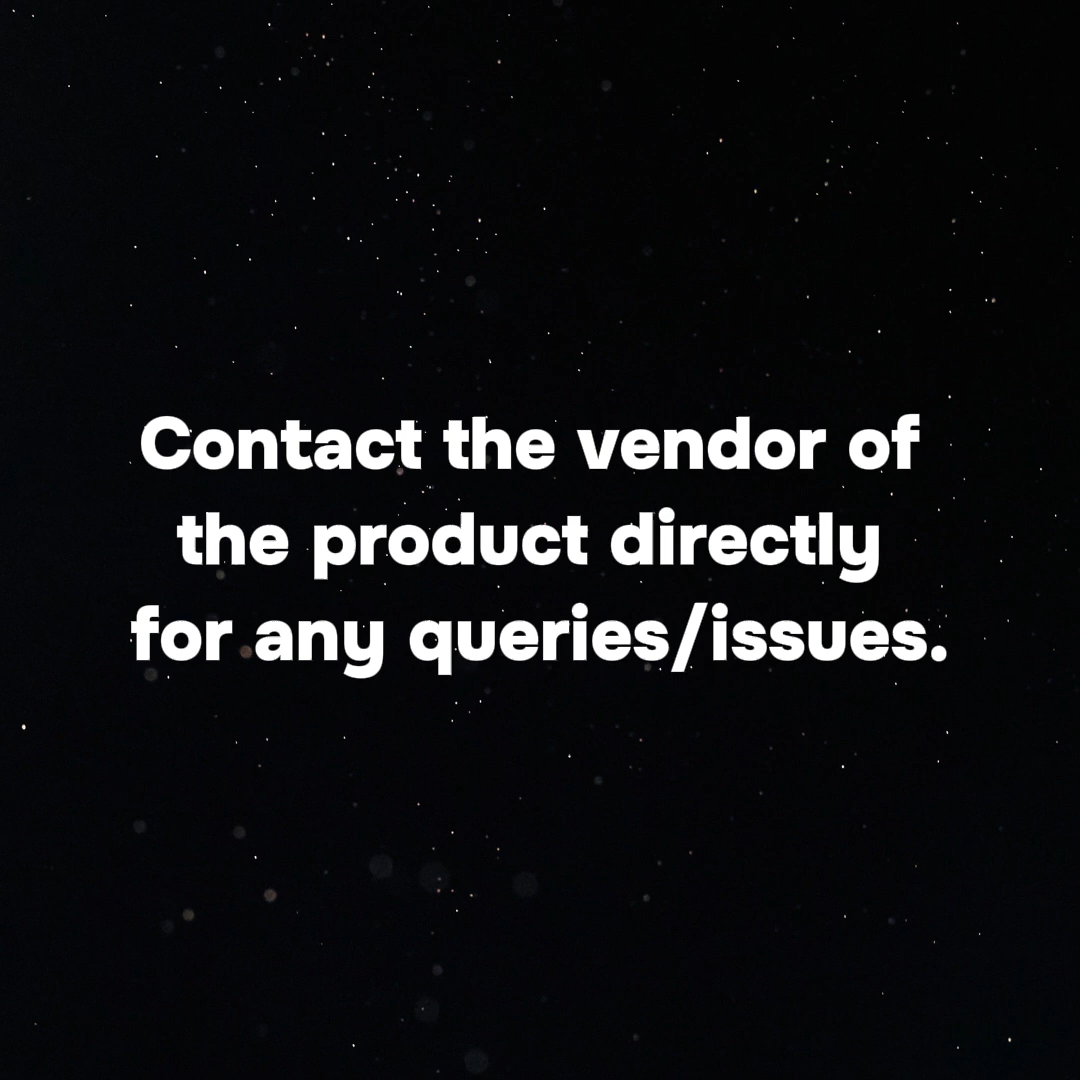 Contact the vendor of
the product directly
for any queries/issues.